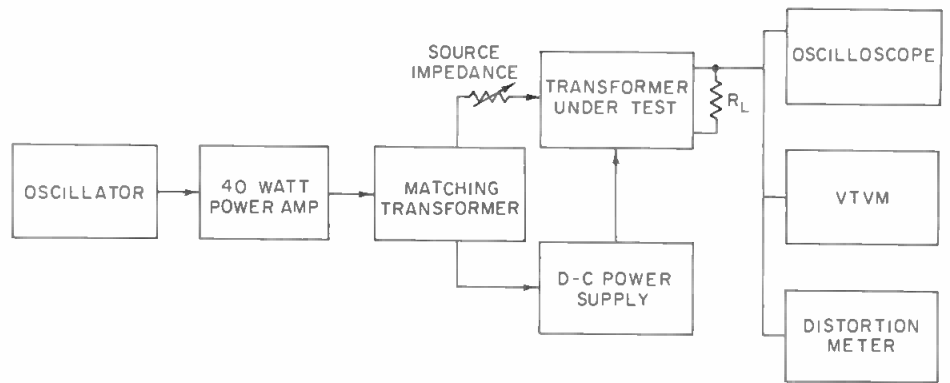 SOURCE
IMPEDANCE
TRANSFORMER
UNDER TEST
R_L
OSCILLOSCOPE
OSCILLATOR
40 WATT
POWER AMP
MATCHING
TRANSFORMER
VTVM
D-C POWER
SUPPLY
DISTORTION
METER